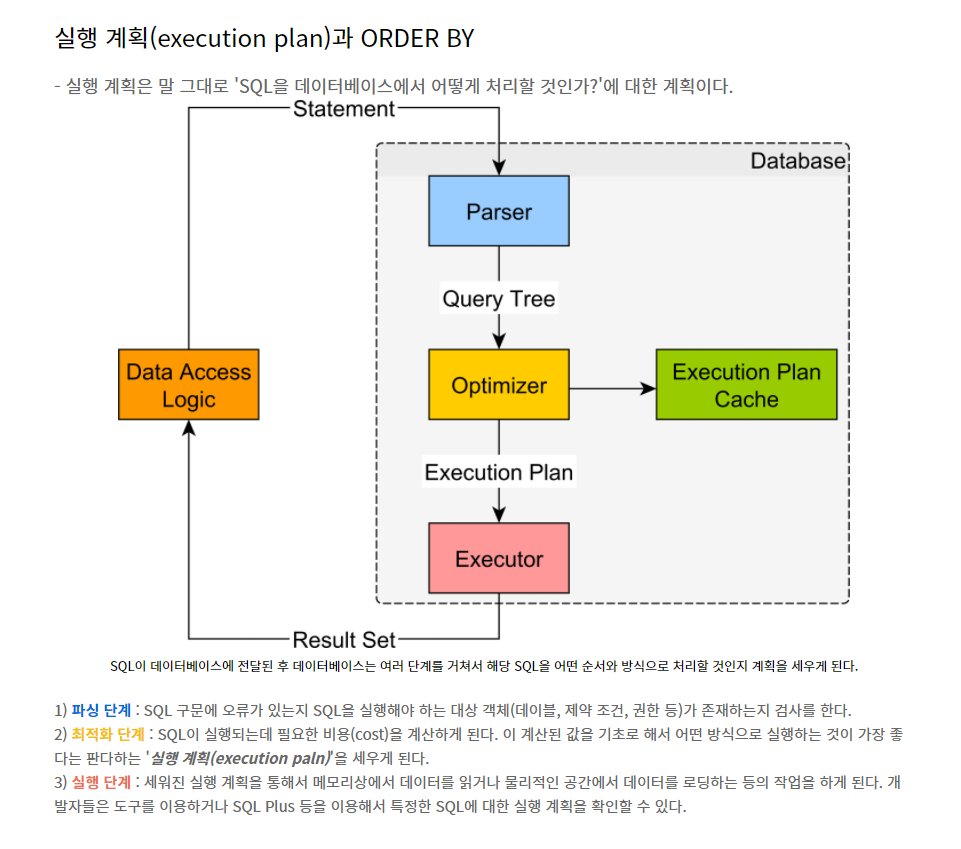 실행 계획(execution plan)과 ORDER BY
- 실행 계획은 말 그대로 'SQL을 데이터베이스에서 어떻게 처리할 것인가?'에 대한 계획이다.
Statement
Database
Parser
Query Tree
Data Access
Logic
Optimizer
Execution Plan
Cache
Execution Plan
Executor
Result Set
SQL이 데이터베이스에 전달된 후 데이터베이스는 여러 단계를 거쳐서 해당 SQL을 어떤 순서와 방식으로 처리할 것인지 계획을 세우게 된다.
1) 파싱 단계 : SQL 구문에 오류가 있는지 SQL을 실행해야 하는 대상 객체(데이블, 제약 조건, 권한 등)가 존재하는지 검사를 한다.
2) 최적화 단계 : SQL이 실행되는데 필요한 비용(cost)을 계산하게 된다. 이 계산된 값을 기초로 해서 어떤 방식으로 실행하는 것이 가장 좋
다는 판다하는 '실행 계획(execution paln)'을 세우게 된다.
3) 실행 단계 : 세워진 실행 계획을 통해서 메모리상에서 데이터를 읽거나 물리적인 공간에서 데이터를 로딩하는 등의 작업을 하게 된다. 개
발자들은 도구를 이용하거나 SQL Plus 등을 이용해서 특정한 SQL에 대한 실행 계획을 확인할 수 있다.